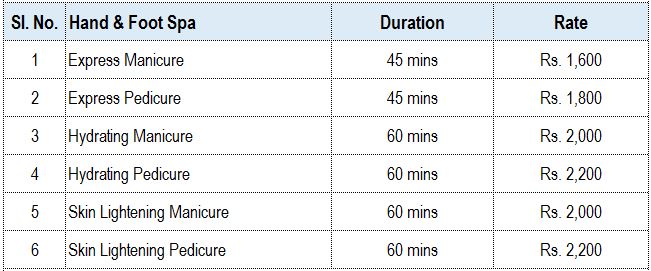 Sl. No. Hand & Foot Spa Duration Rate
1 Express Manicure 45 mins Rs. 1,600
2 Express Pedicure 45 mins Rs. 1,800
3 Hydrating Manicure 60 mins Rs. 2,000
4 Hydrating Pedicure 60 mins Rs. 2,200
5 Skin Lightening Manicure 60 mins Rs. 2,000
6 Skin Lightening Pedicure 60 mins Rs. 2,200